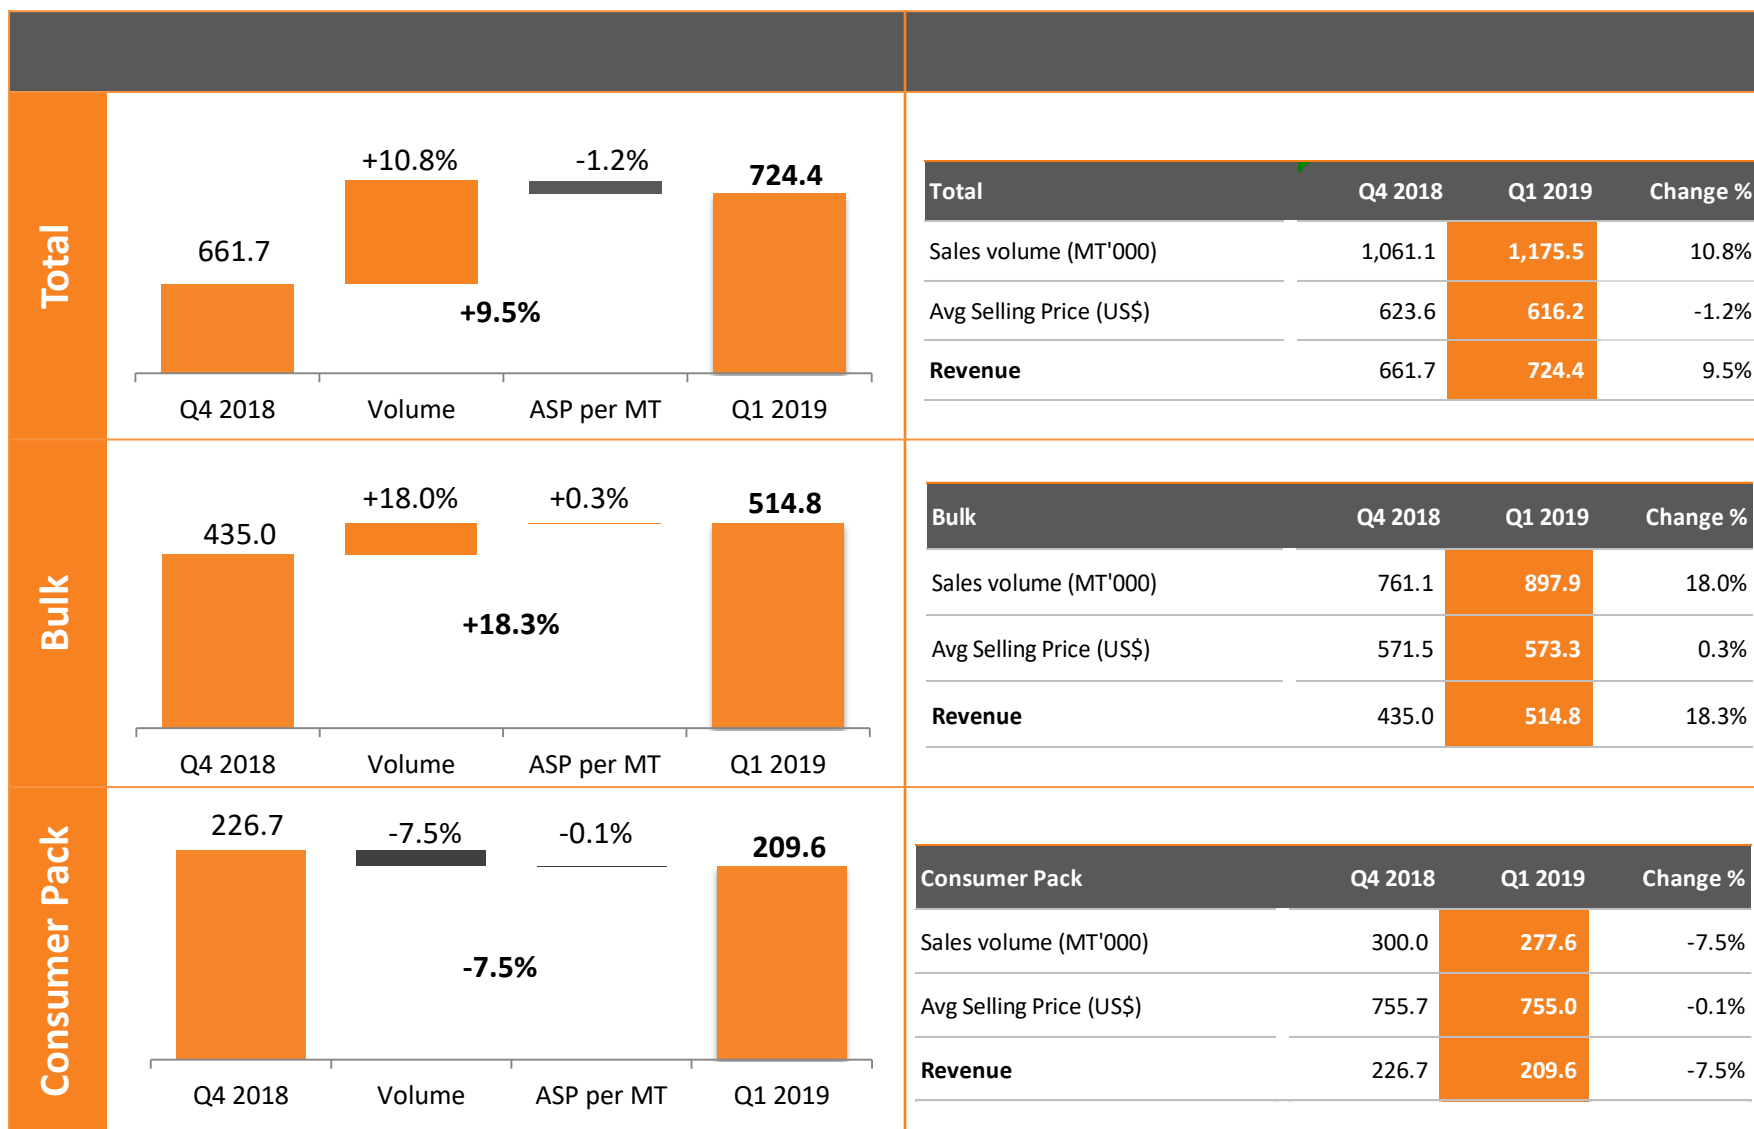 Total
+10.8% -1.2% 724.4
661.7
+9.5%
Q4 2018 Volume ASP per MT Q1 2019
Total Q4 2018 Q1 2019 Change %
Sales volume (MT'000) 1,061.1 1,175.5 10.8%
Avg Selling Price (US$) 623.6 616.2 -1.2%
Revenue 661.7 724.4 9.5%
Bulk
+18.0% +0.3% 514.8
435.0
+18.3%
Q4 2018 Volume ASP per MT Q1 2019
Bulk Q4 2018 Q1 2019 Change %
Sales volume (MT'000) 761.1 897.9 18.0%
Avg Selling Price (US$) 571.5 573.3 0.3%
Revenue 435.0 514.8 18.3%
Consumer Pack
226.7 -7.5% -0.1% 209.6
-7.5%
Q4 2018 Volume ASP per MT Q1 2019
Consumer Pack Q4 2018 Q1 2019 Change %
Sales volume (MT'000) 300.0 277.6 -7.5%
Avg Selling Price (US$) 755.7 755.0 -0.1%
Revenue 226.7 209.6 -7.5%